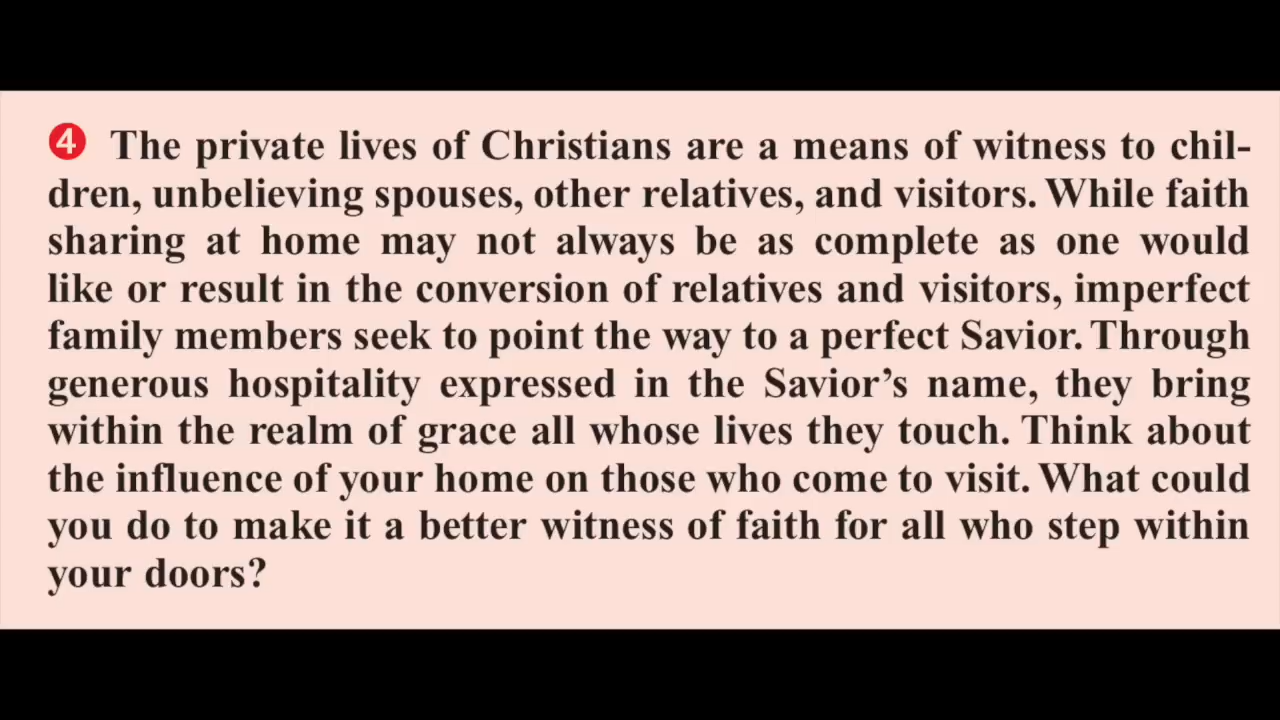 4 The private lives of Christians are a means of witness to chil-
dren, unbelieving spouses, other relatives, and visitors. While faith
sharing at home may not always be as complete as one would
like or result in the conversion of relatives and visitors, imperfect
family members seek to point the way to a perfect Savior. Through
generous hospitality expressed in the Savior’s name, they bring
within the realm of grace all whose lives they touch. Think about
the influence of your home on those who come to visit. What could
you do to make it a better witness of faith for all who step within
your doors?